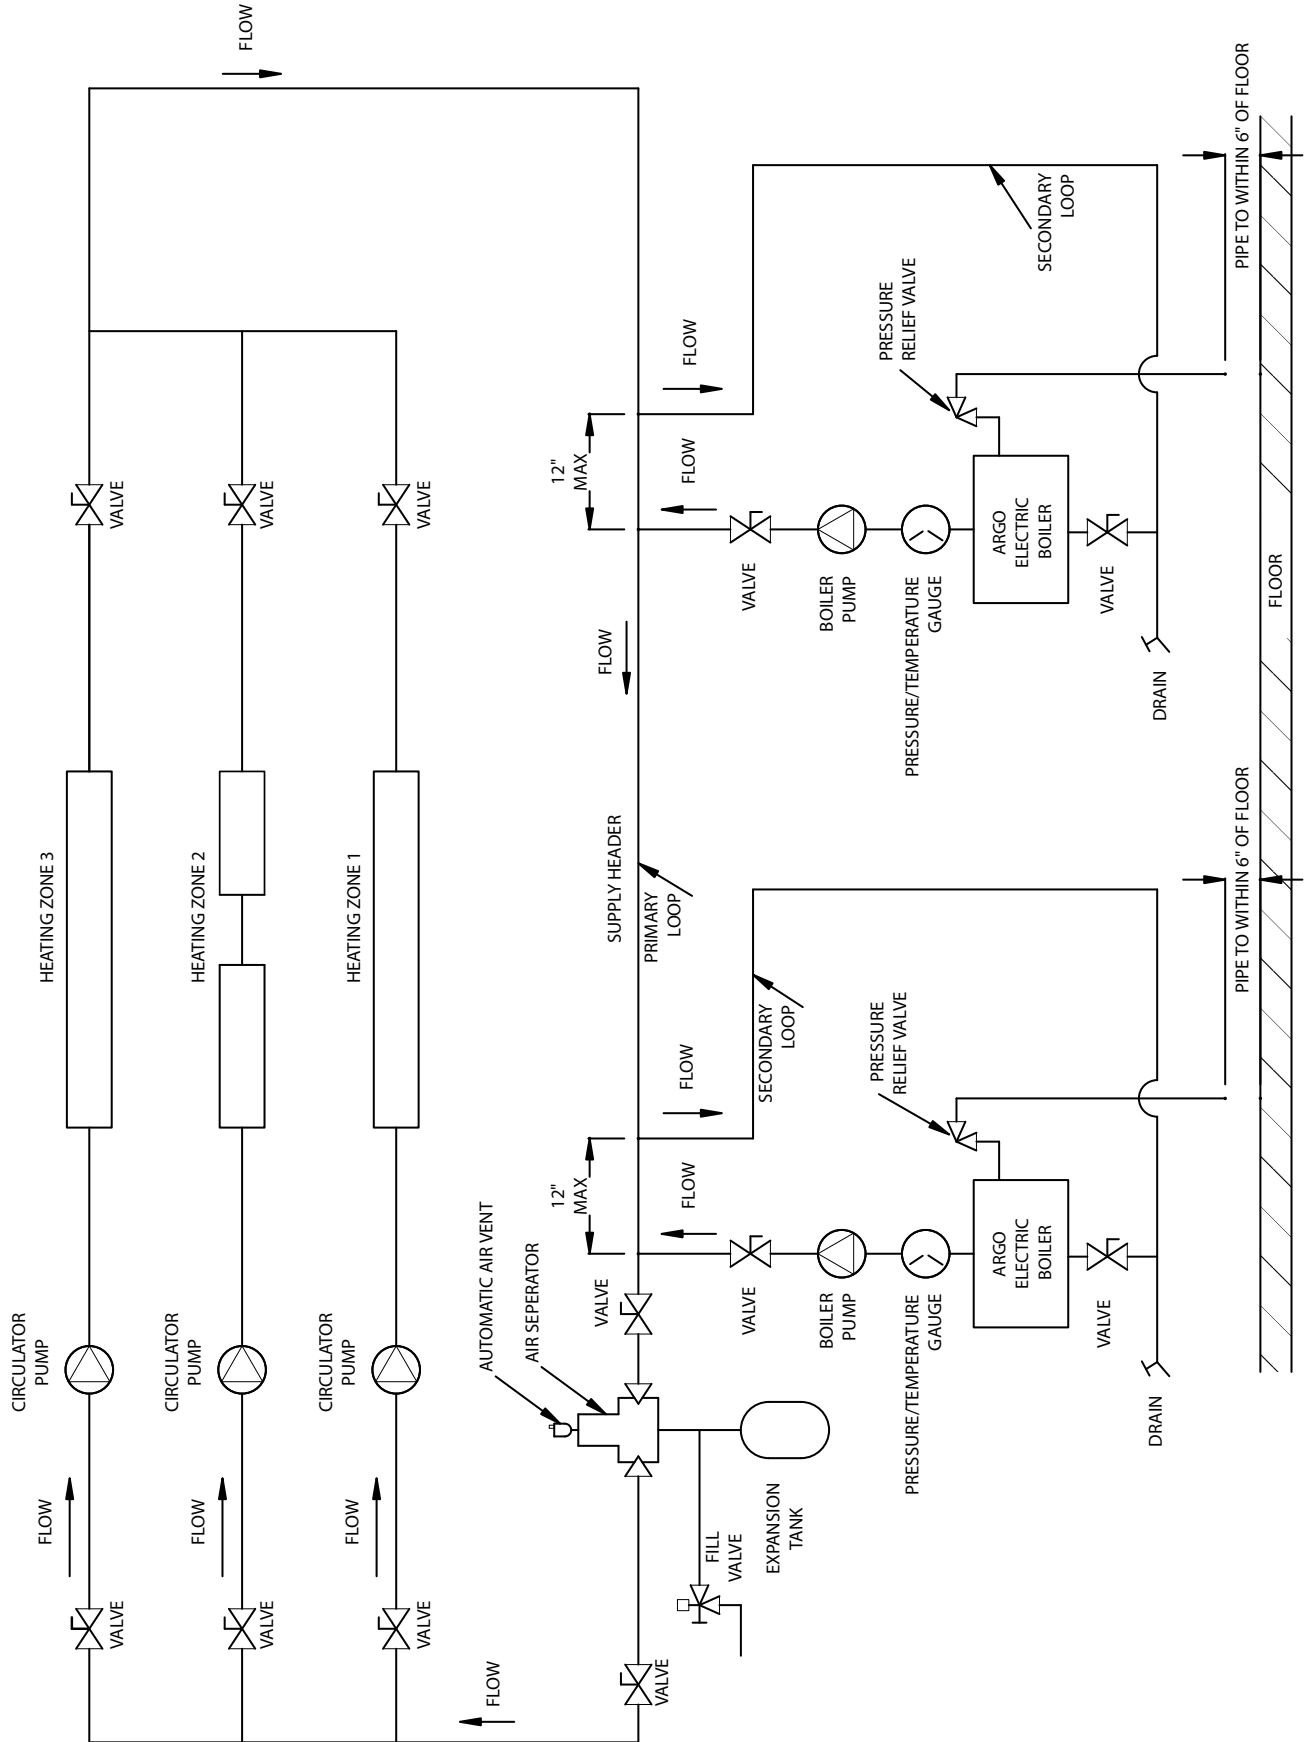 FLOW
CIRCULATOR
PUMP
HEATING ZONE 3
VALVE
VALVE
FLOW
FLOW
CIRCULATOR
PUMP
HEATING ZONE 2
VALVE
VALVE
FLOW
CIRCULATOR
PUMP
HEATING ZONE 1
VALVE
VALVE
FLOW
AUTOMATIC AIR VENT
AIR SEPERATOR
12"
MAX
12"
MAX
VALVE
SUPPLY HEADER
FLOW
VALVE
PRIMARY
LOOP
FLOW
FLOW
FLOW
FLOW
FILL
VALVE
VALVE
SECONDARY
LOOP
VALVE
EXPANSION
TANK
BOILER
PUMP
BOILER
PUMP
PRESSURE
RELIEF VALVE
PRESSURE
RELIEF VALVE
PRESSURE/TEMPERATURE
GAUGE
PRESSURE/TEMPERATURE
GAUGE
ARGO
ELECTRIC
BOILER
ARGO
ELECTRIC
BOILER
SECONDARY
LOOP
VALVE
VALVE
DRAIN
DRAIN
PIPE TO WITHIN 6" OF FLOOR
PIPE TO WITHIN 6" OF FLOOR
FLOOR